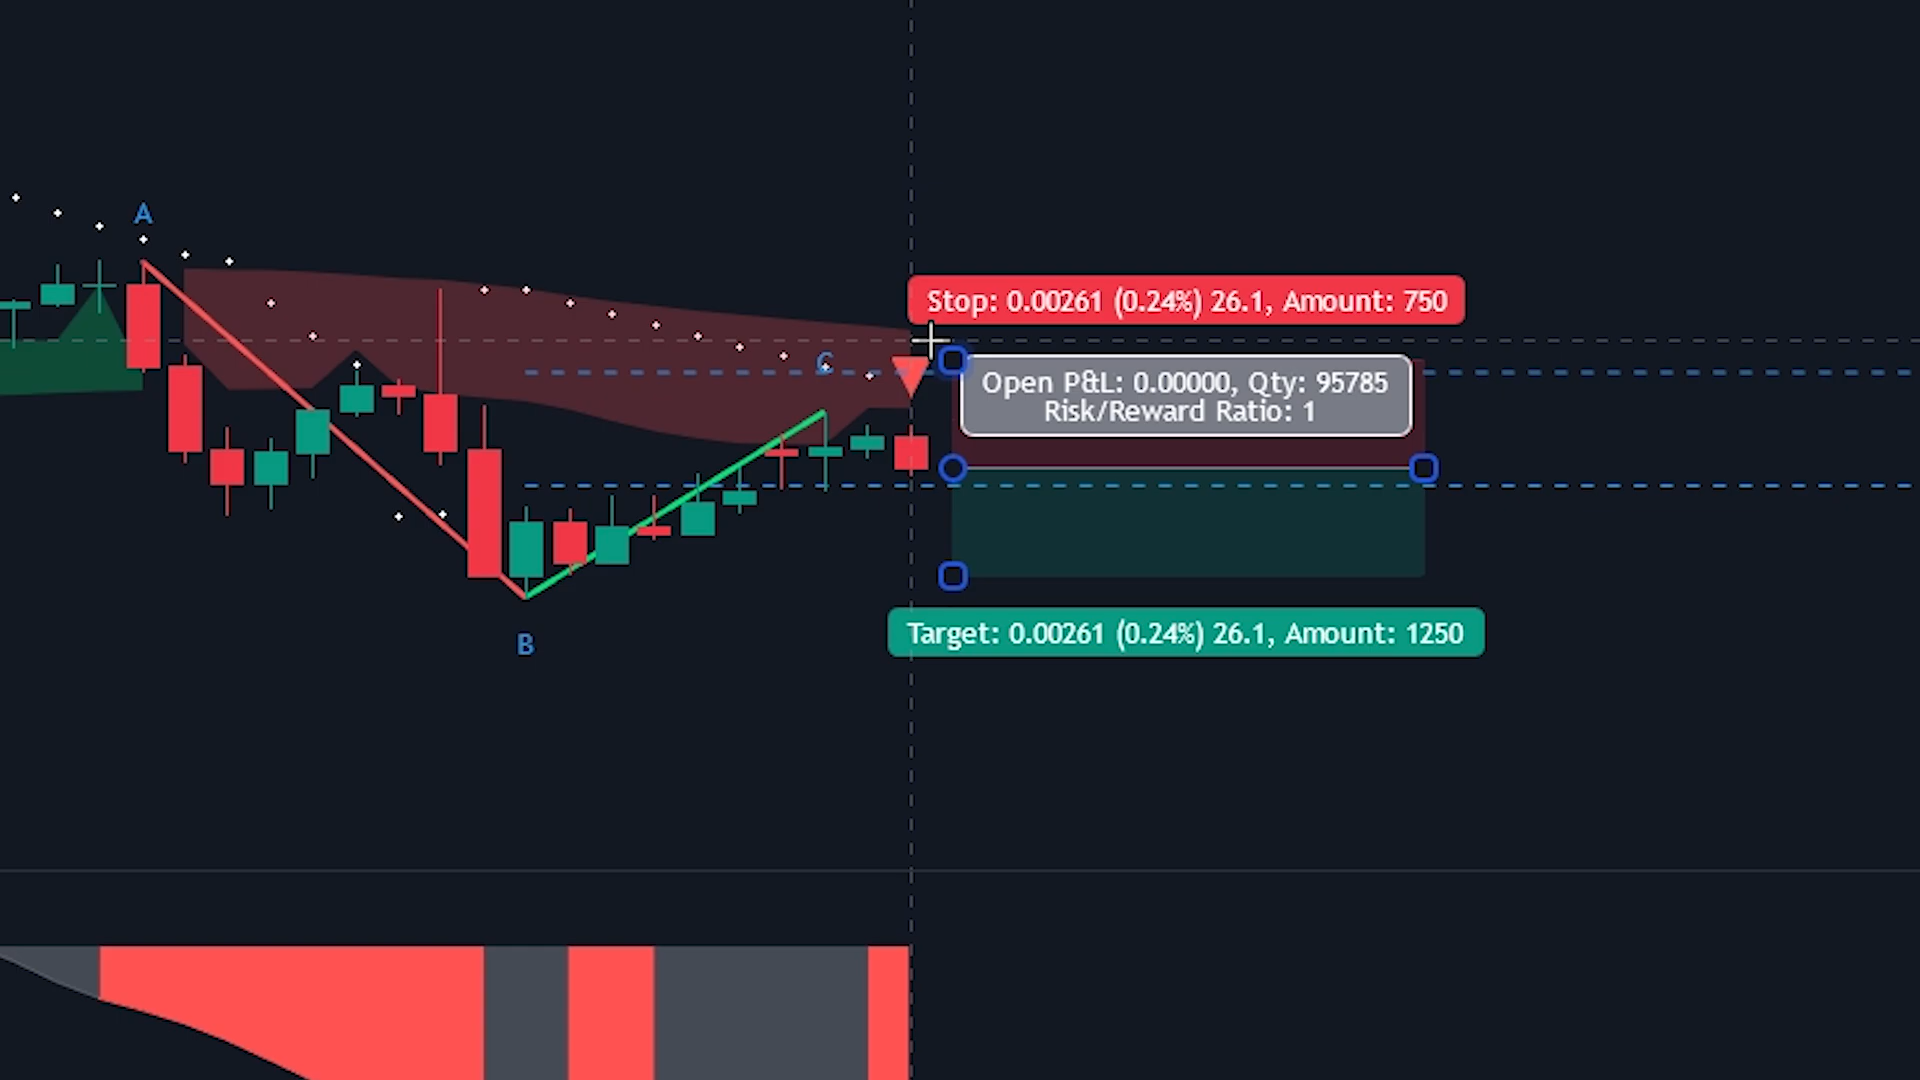 A
Stop: 0.00261 (0.24%) 26.1, Amount: 750
C
Open P&L: 0.00000, Qty: 95785
Risk/Reward Ratio: 1
Target: 0.00261 (0.24%) 26.1, Amount: 1250
B